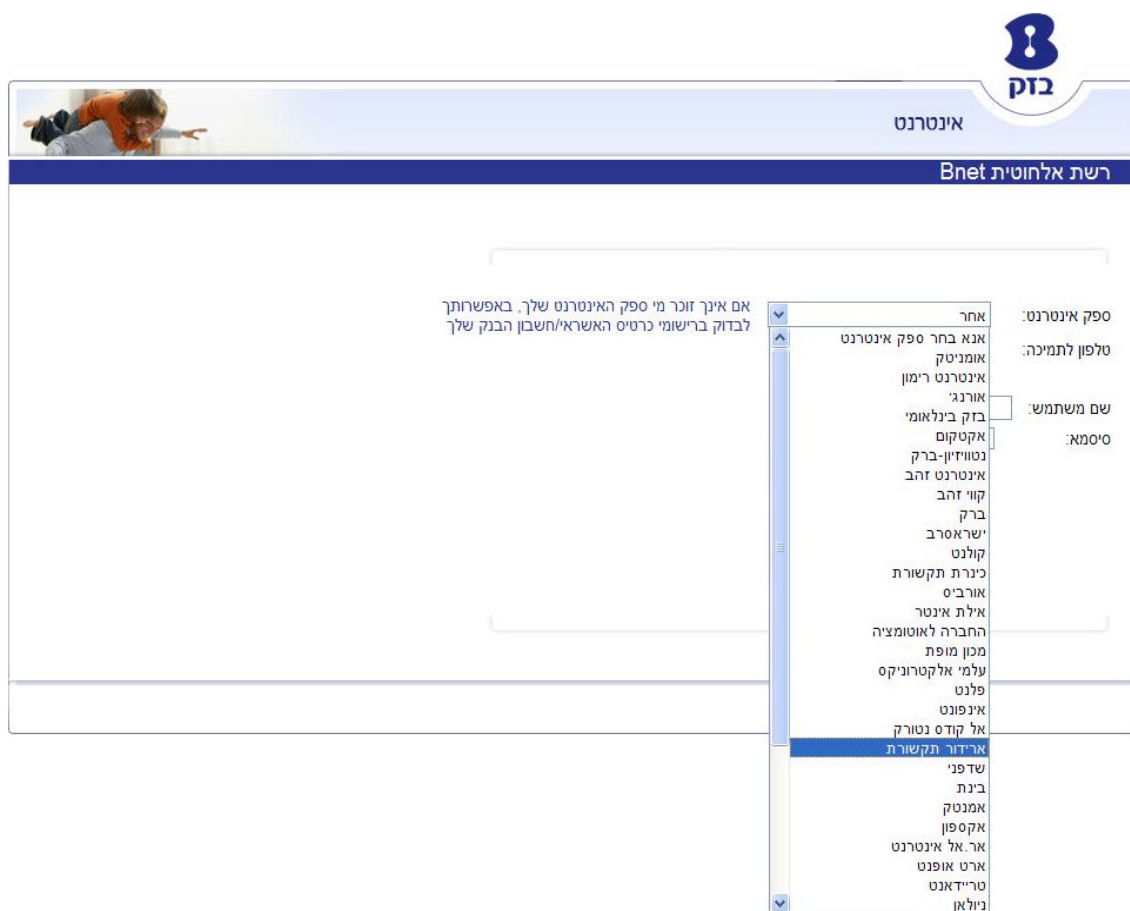 בזק
אינטרנט
רשת אלחוטית Bnet
ספק אינטרנט:
אחר
אם אינך זוכר מי ספק האינטרנט שלך, באפשרותך
לבדוק ברישומי כרטיס האשראי/חשבון הבנק שלך
טלפון לתמיכה:
שם משתמש:
סיסמא:
אנא בחר ספק אינטרנט
אומניטק
אינטרנט רימון
אורנג'
בזק בינלאומי
אקטקום
נטוויזיון-ברק
אינטרנט זהב
קווי זהב
ברק
ישראסרב
קולנט
כינרת תקשורת
אורביס
אילת אינטר
החברה לאוטומציה
מכון מופת
עלמי אלקטרוניקס
פלנט
אינפונט
אל קודס נטורק
ארידור תקשורת
שדפני
בינת
אמנטק
אקספון
אר.אל אינטרנט
ארט אופנט
טריידאנט
ניולאן